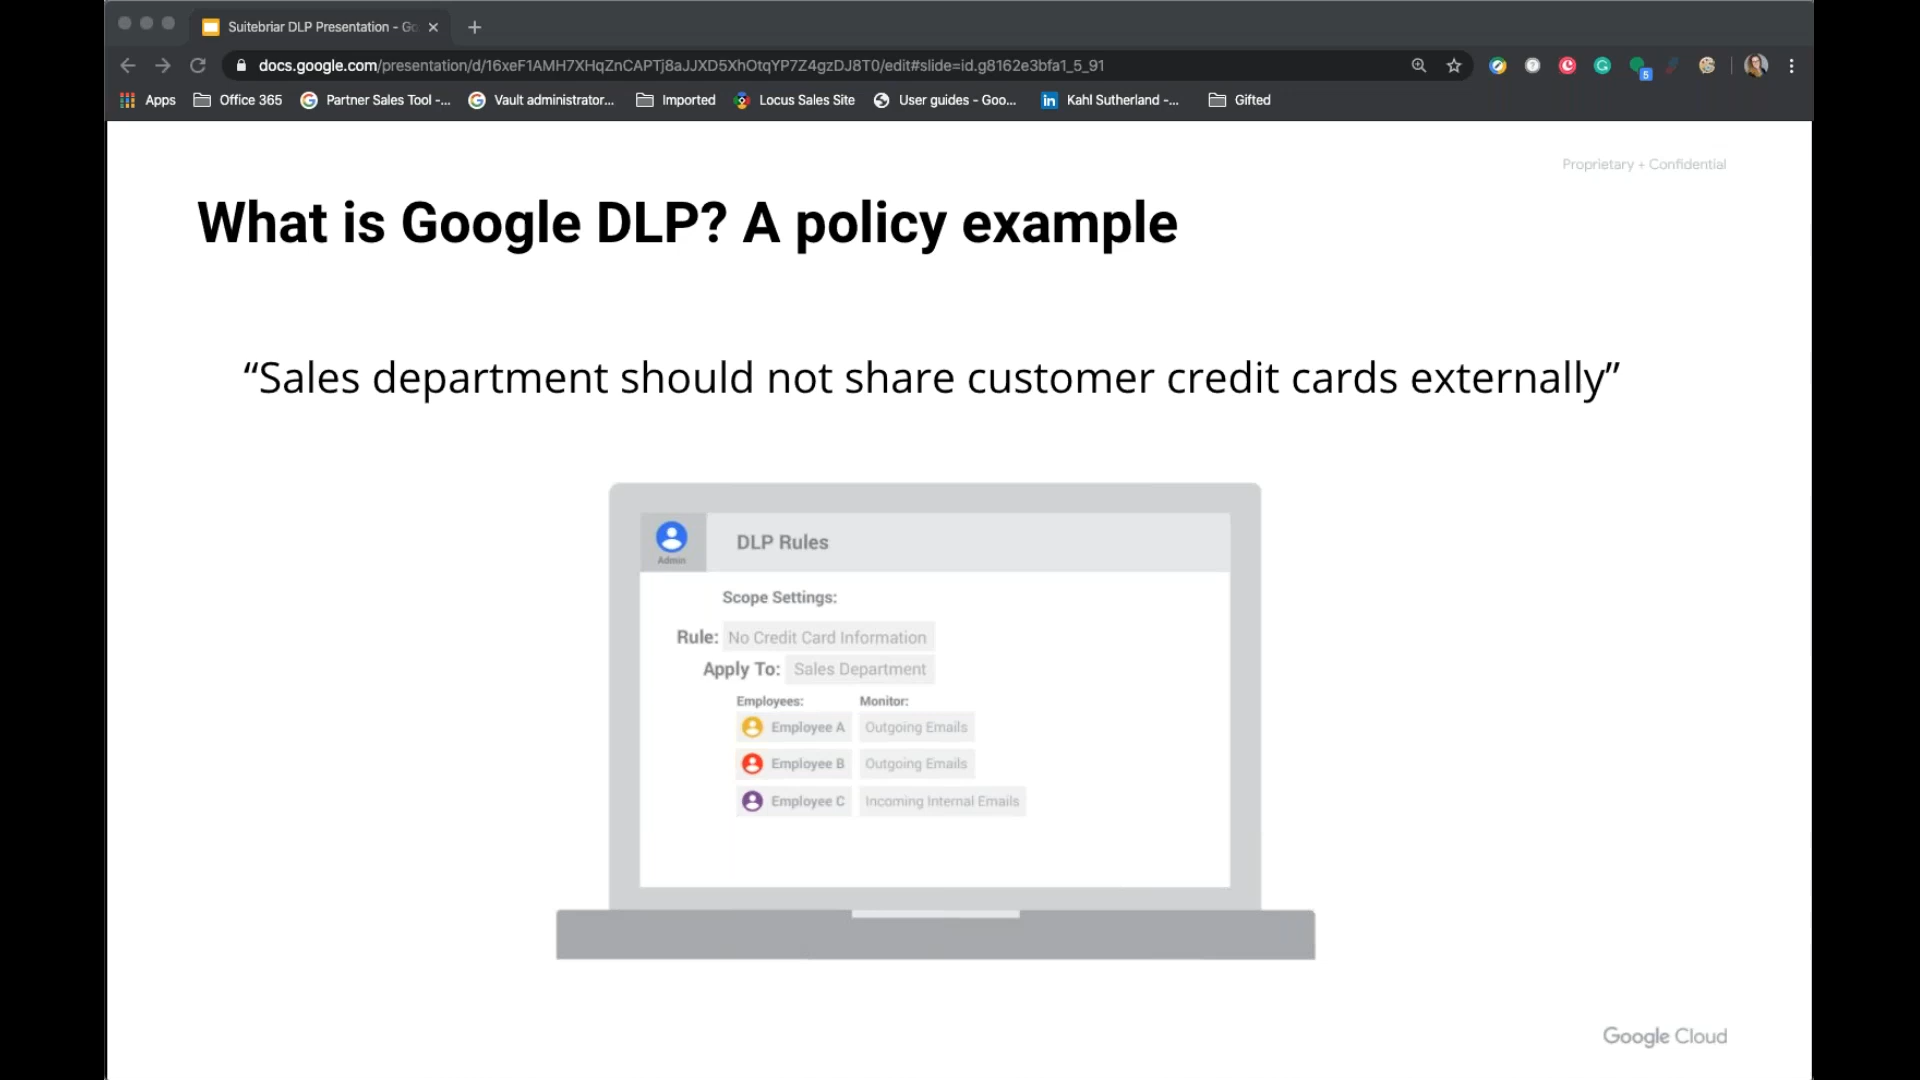 Suitebriar DLP Presentation - Go
docs.google.com/presentation/d/16xeF1AMH7XHqZnCAPTj8aJJXD5XhOtqYP7Z4gzDJ8T0/edit#slide=id.g8162e3bfa1_5_91
5
Apps Office 365 Partner Sales Tool -... Vault administrator... Imported Locus Sales Site User guides - Goo... in Kahl Sutherland -... Gifted
Proprietary + Confidential
What is Google DLP? A policy example
“Sales department should not share customer credit cards externally”
Admin
DLP Rules
Scope Settings:
Rule: No Credit Card Information
Apply To: Sales Department
Employees: Monitor:
Employee A Outgoing Emails
Employee B Outgoing Emails
Employee C Incoming Internal Emails
Google Cloud